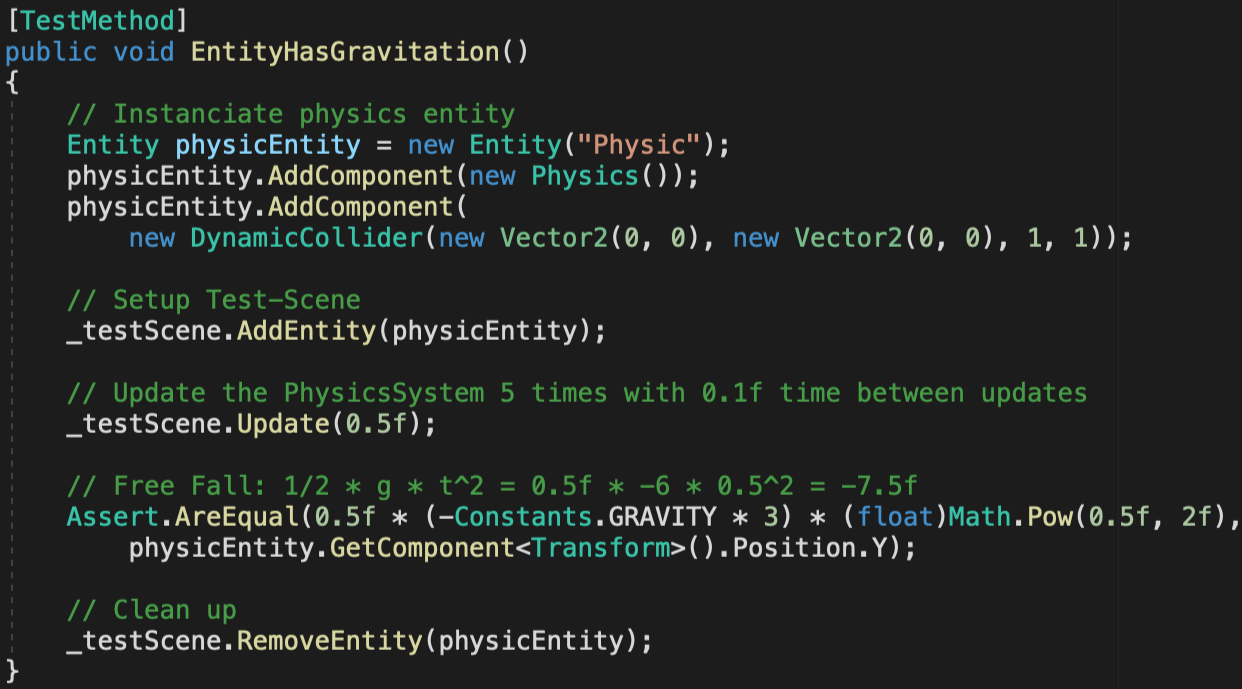 [TestMethod]
public void EntityHasGravitation()
{
// Instanciate physics entity
Entity physicEntity = new Entity("Physic");
physicEntity.AddComponent(new Physics());
physicEntity.AddComponent(
new DynamicCollider(new Vector2(0, 0), new Vector2(0, 0), 1, 1));
// Setup Test-Scene
_testScene.AddEntity(physicEntity);
// Update the PhysicsSystem 5 times with 0.1f time between updates
_testScene.Update(0.5f);
// Free Fall: 1/2 * g * t^2 = 0.5f * -6 * 0.5^2 = -7.5f
Assert.AreEqual(0.5f * (-Constants.GRAVITY * 3) * (float)Math.Pow(0.5f, 2f),
physicEntity.GetComponent<Transform>().Position.Y);
// Clean up
_testScene.RemoveEntity(physicEntity);
}